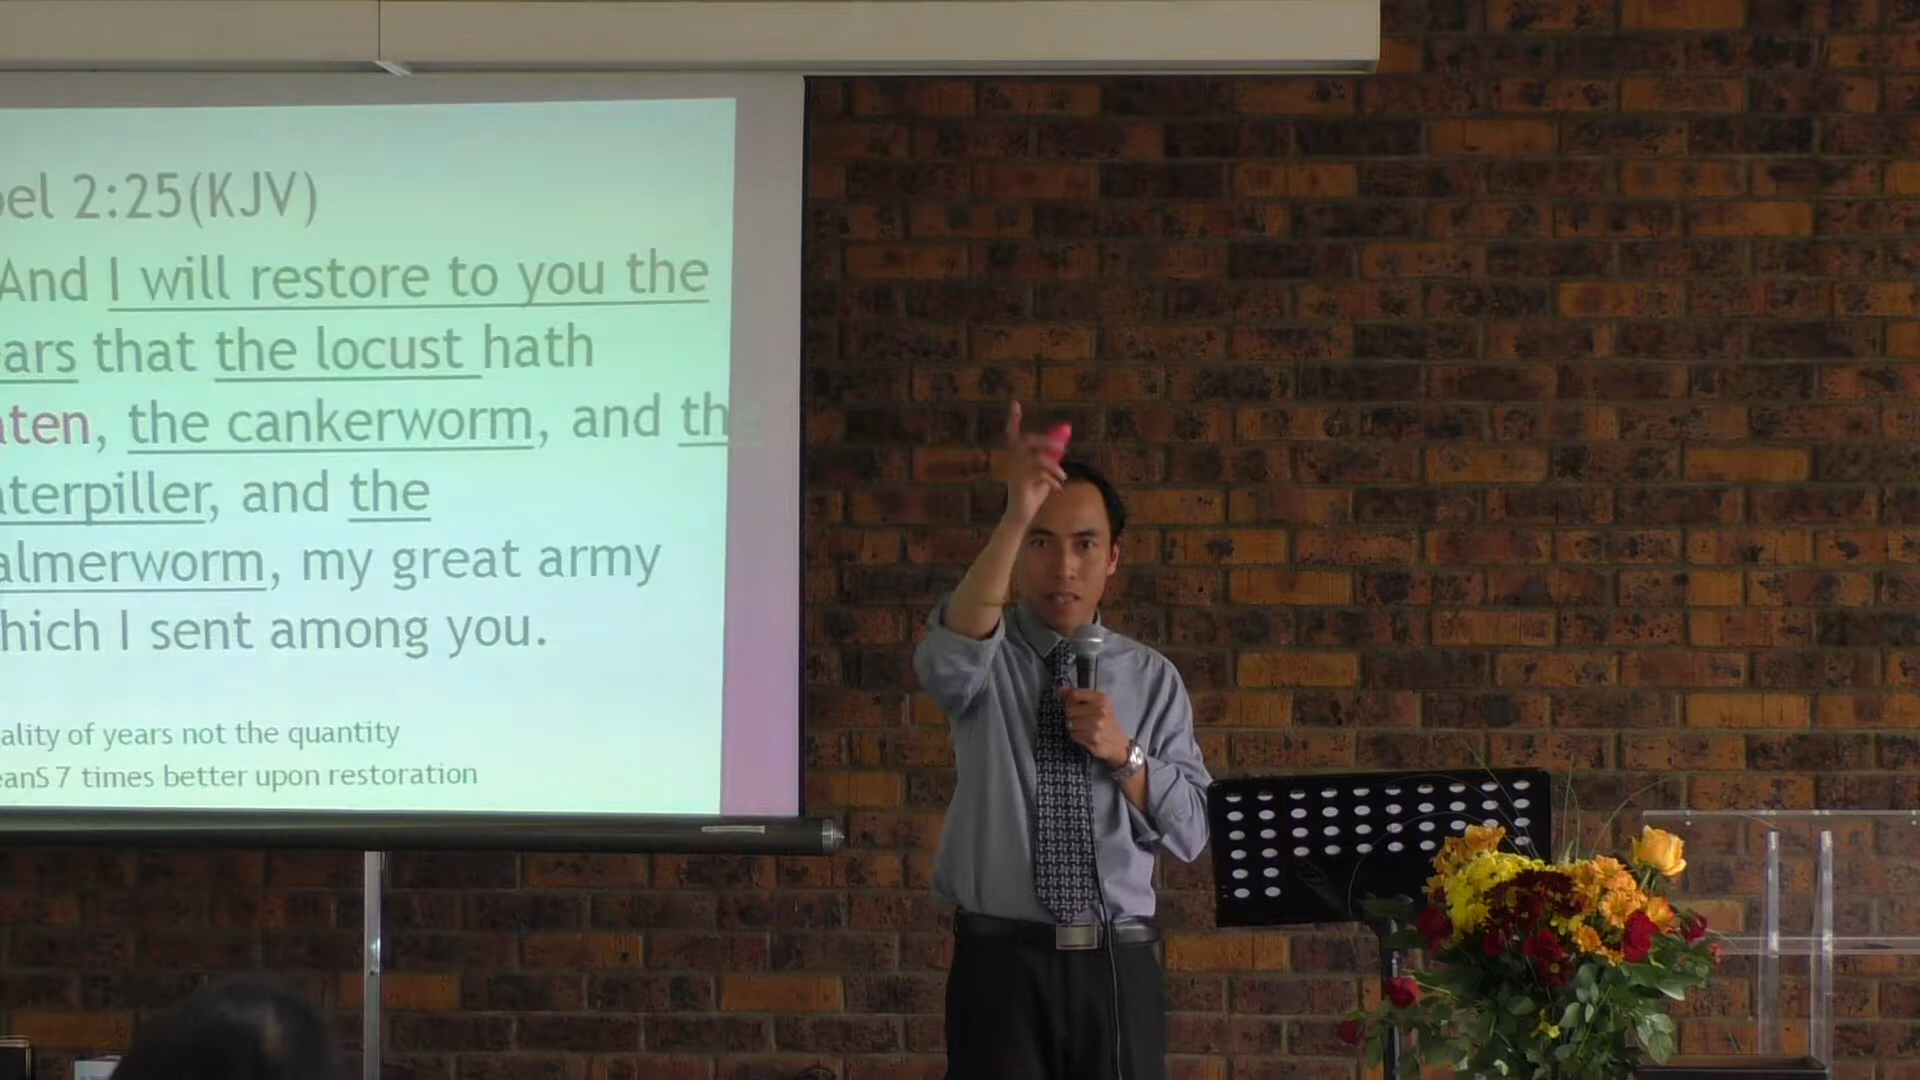 oel 2:25(KJV)
And I will restore to you the
ars that the locust hath
aten, the cankerworm, and the
aterpiller, and the
almerworm, my great army
hich I sent among you.
ality of years not the quantity
eanS 7 times better upon restoration